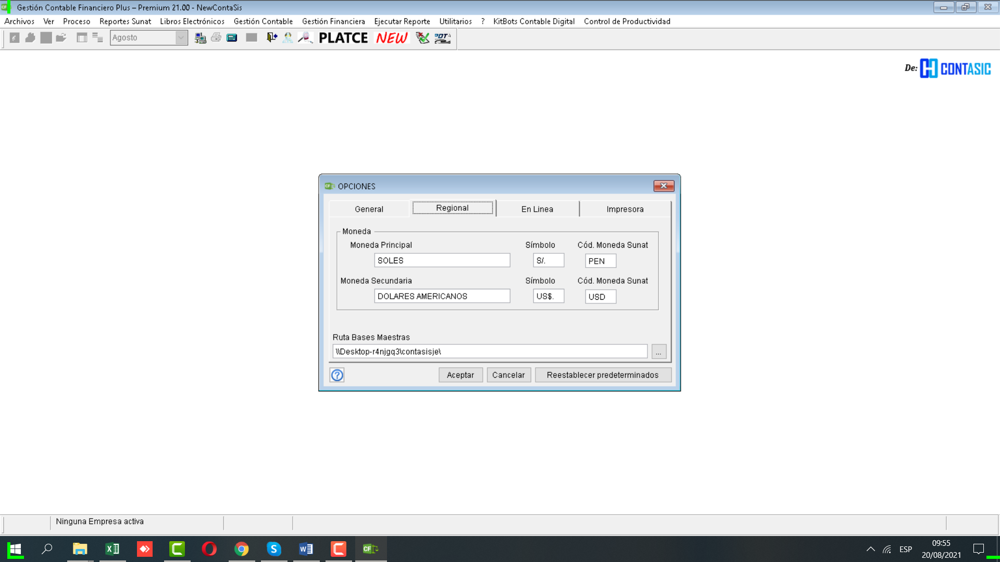 Gestión Contable Financiero Plus – Premium 21.00 - NewContaSis
Archivos Ver Proceso Reportes Sunat Libros Electrónicos Gestión Contable Gestión Financiera Ejecutar Reporte Utilitarios ? KitBots Contable Digital Control de Productividad
Agosto PLATCE NEW PDT
De: CONTASIC
OPCIONES
General Regional En Linea Impresora
Moneda
Moneda Principal Símbolo Cód. Moneda Sunat
SOLES S/. PEN
Moneda Secundaria Símbolo Cód. Moneda Sunat
DOLARES AMERICANOS US$. USD
Ruta Bases Maestras
\\Desktop-r4njgq3\contasisje\ ...
Aceptar Cancelar Reestablecer predeterminados
Ninguna Empresa activa
ESP
09:55
20/08/2021